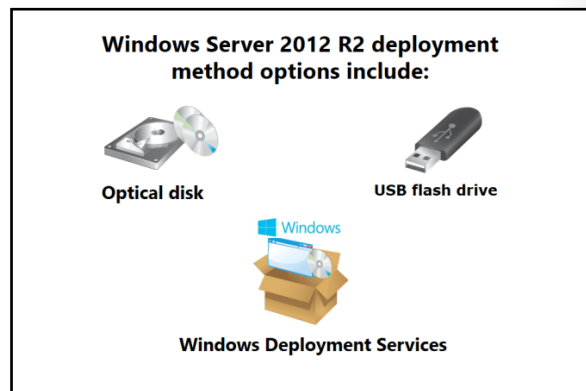 Windows Server 2012 R2 deployment
method options include:
Optical disk
USB flash drive
Windows
Windows Deployment Services